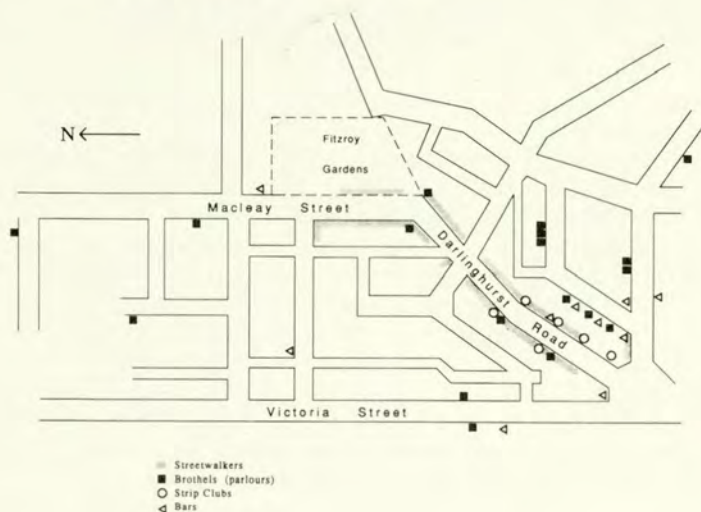 N
Fitzroy
Gardens
Macleay Street
Darlinghurst Road
Victoria Street
Streetwalkers
Brothels (parlours)
Strip Clubs
Bars